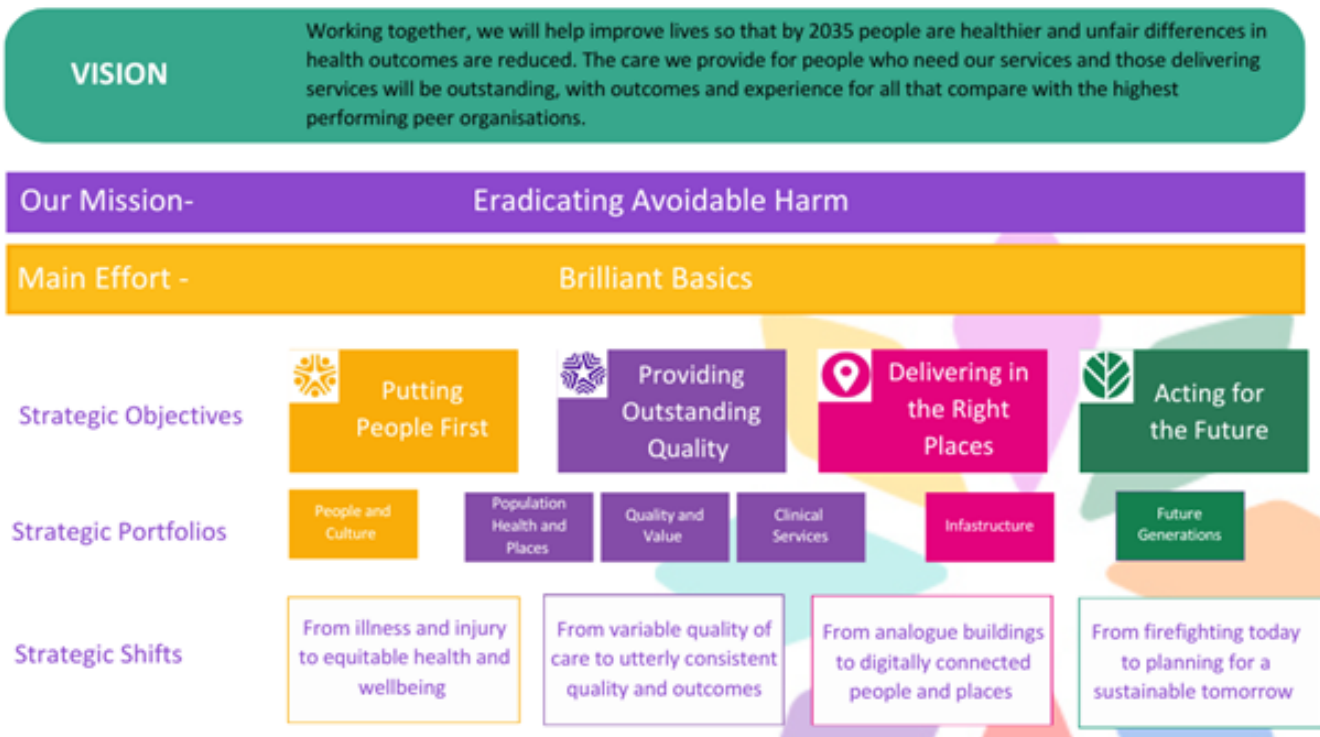 VISION
Working together, we will help improve lives so that by 2035 people are healthier and unfair differences in
health outcomes are reduced. The care we provide for people who need our services and those delivering
services will be outstanding, with outcomes and experience for all that compare with the highest
performing peer organisations.
Our Mission- Eradicating Avoidable Harm
Main Effort - Brilliant Basics
Strategic Objectives
Putting
People First
Providing
Outstanding
Quality
Delivering in
the Right
Places
Acting for
the Future
Strategic Portfolios
People and
Culture
Population
Health and
Places
Quality and
Value
Clinical
Services
Infastructure
Future
Generations
Strategic Shifts
From illness and injury
to equitable health and
wellbeing
From variable quality of
care to utterly consistent
quality and outcomes
From analogue buildings
to digitally connected
people and places
From firefighting today
to planning for a
sustainable tomorrow